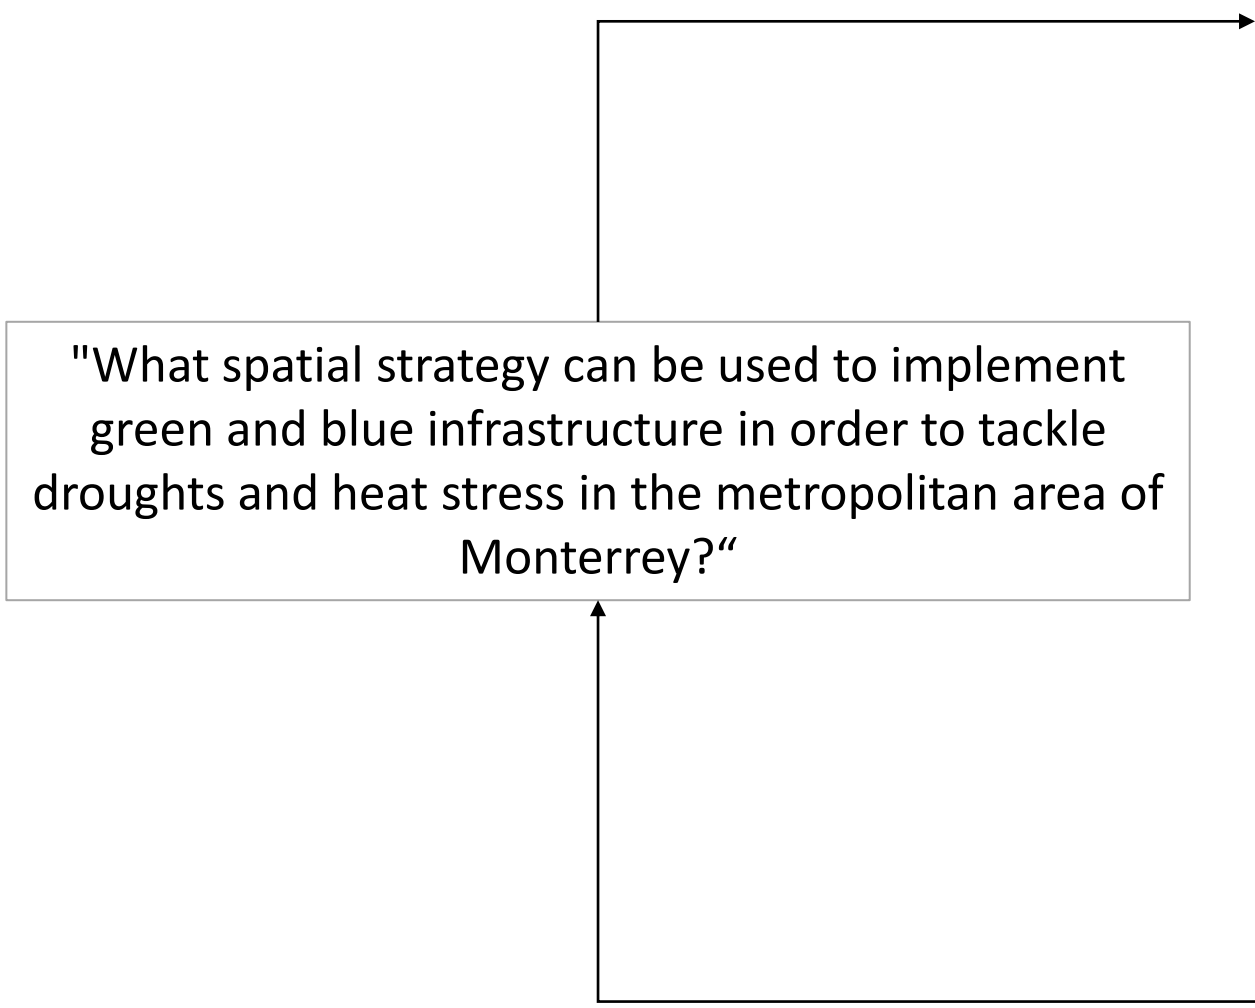 "What spatial strategy can be used to implement
green and blue infrastructure in order to tackle
droughts and heat stress in the metropolitan area of
Monterrey?“